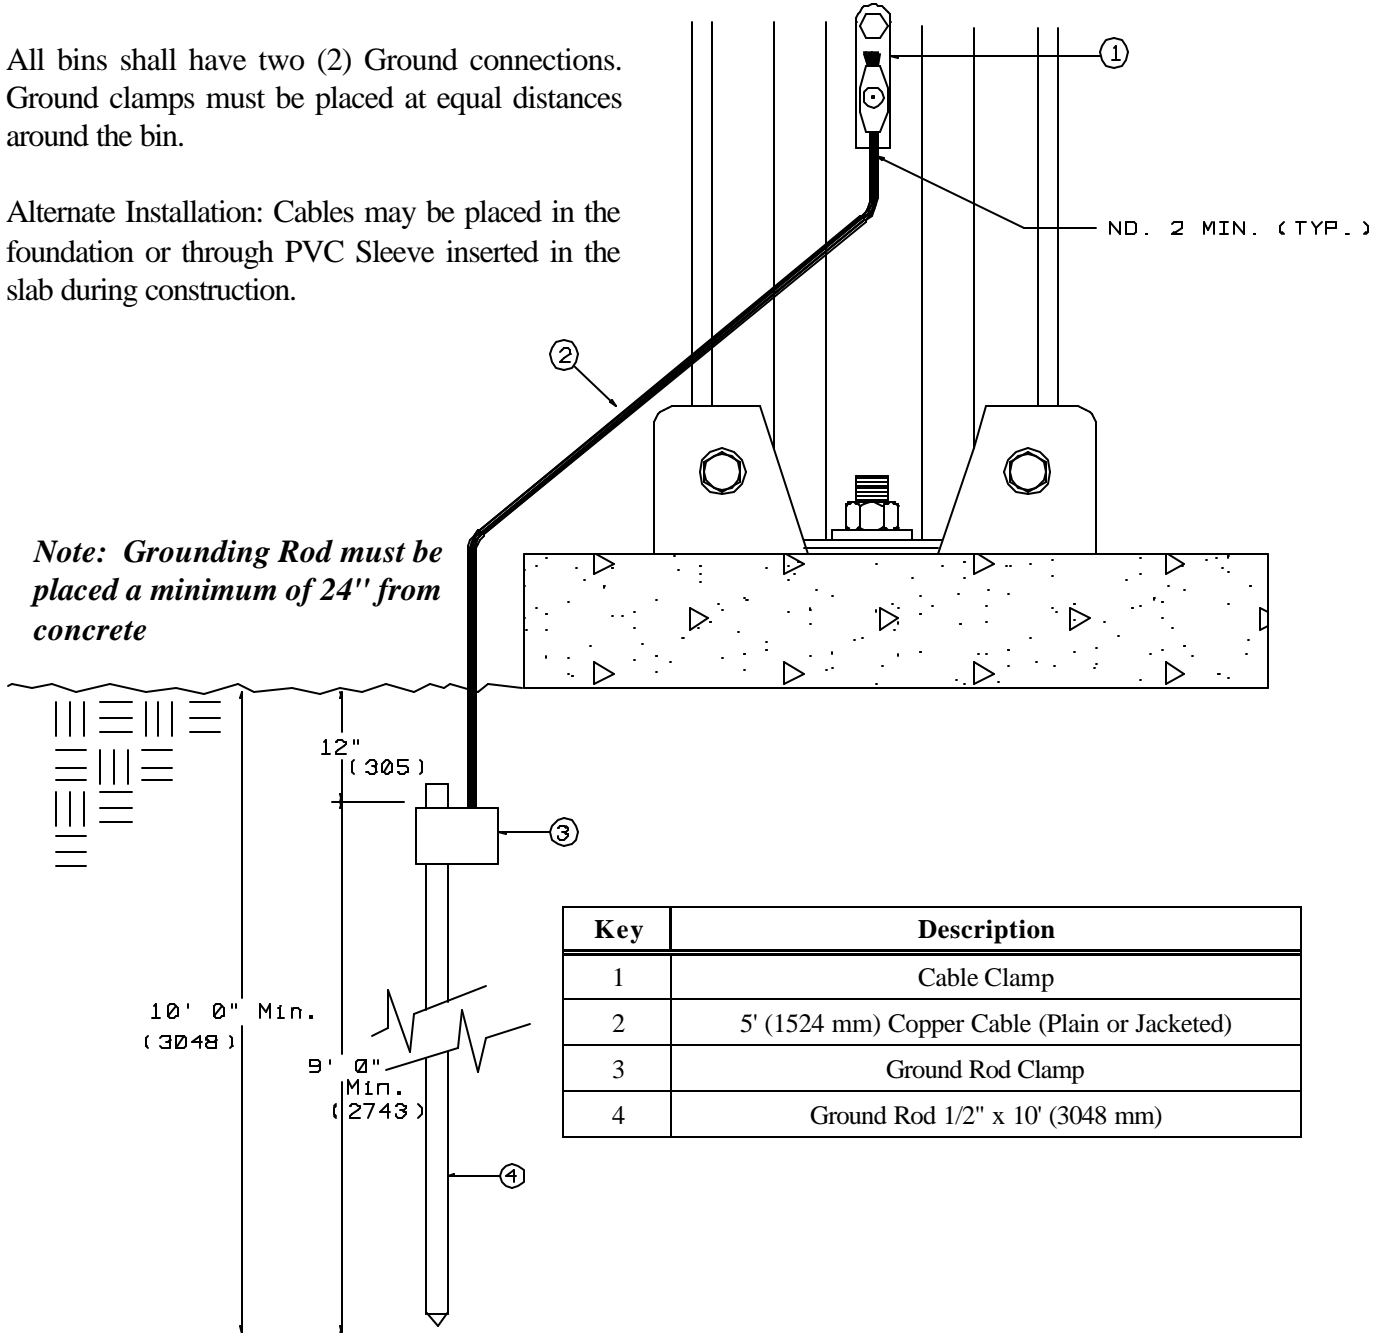 All bins shall have two (2) Ground connections.
Ground clamps must be placed at equal distances
around the bin.
Alternate Installation: Cables may be placed in the
foundation or through PVC Sleeve inserted in the
slab during construction.
1
NO. 2 MIN. (TYP.)
2
Note: Grounding Rod must be
placed a minimum of 24" from
concrete
12"
(305)
3
Key Description
1 Cable Clamp
2 5' (1524 mm) Copper Cable (Plain or Jacketed)
3 Ground Rod Clamp
4 Ground Rod 1/2" x 10' (3048 mm)
10' 0" Min.
(3048)
9' 0"
Min.
(2743)
4